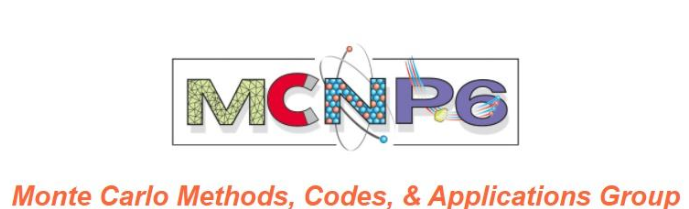 MCNP6
Monte Carlo Methods, Codes, & Applications Group